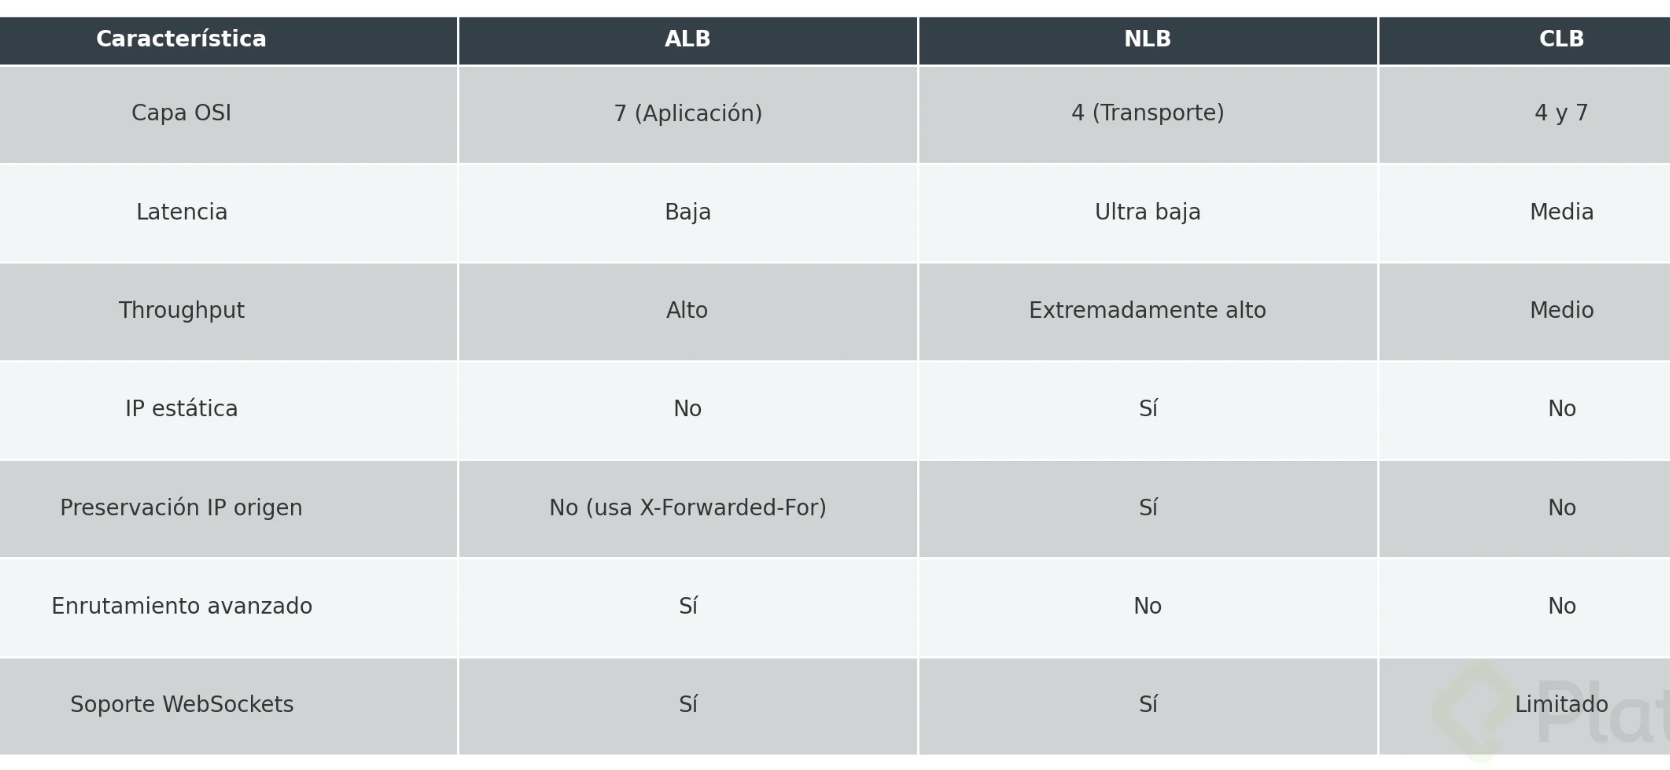 Característica ALB NLB CLB
Capa OSI 7 (Aplicación) 4 (Transporte) 4 y 7
Latencia Baja Ultra baja Media
Throughput Alto Extremadamente alto Medio
IP estática No Sí No
Preservación IP origen No (usa X-Forwarded-For) Sí No
Enrutamiento avanzado Sí No No
Soporte WebSockets Sí Sí Limitado